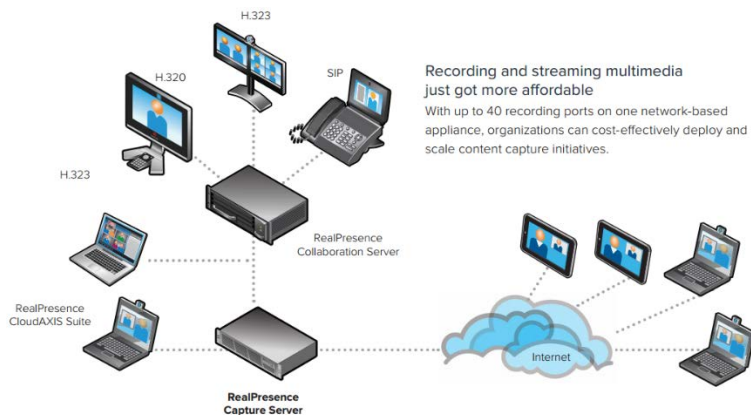 H.323
H.320
SIP
Recording and streaming multimedia
just got more affordable
With up to 40 recording ports on one network-based
appliance, organizations can cost-effectively deploy and
scale content capture initiatives.
H.323
RealPresence
Collaboration Server
RealPresence
CloudAXIS Suite
Internet
RealPresence
Capture Server